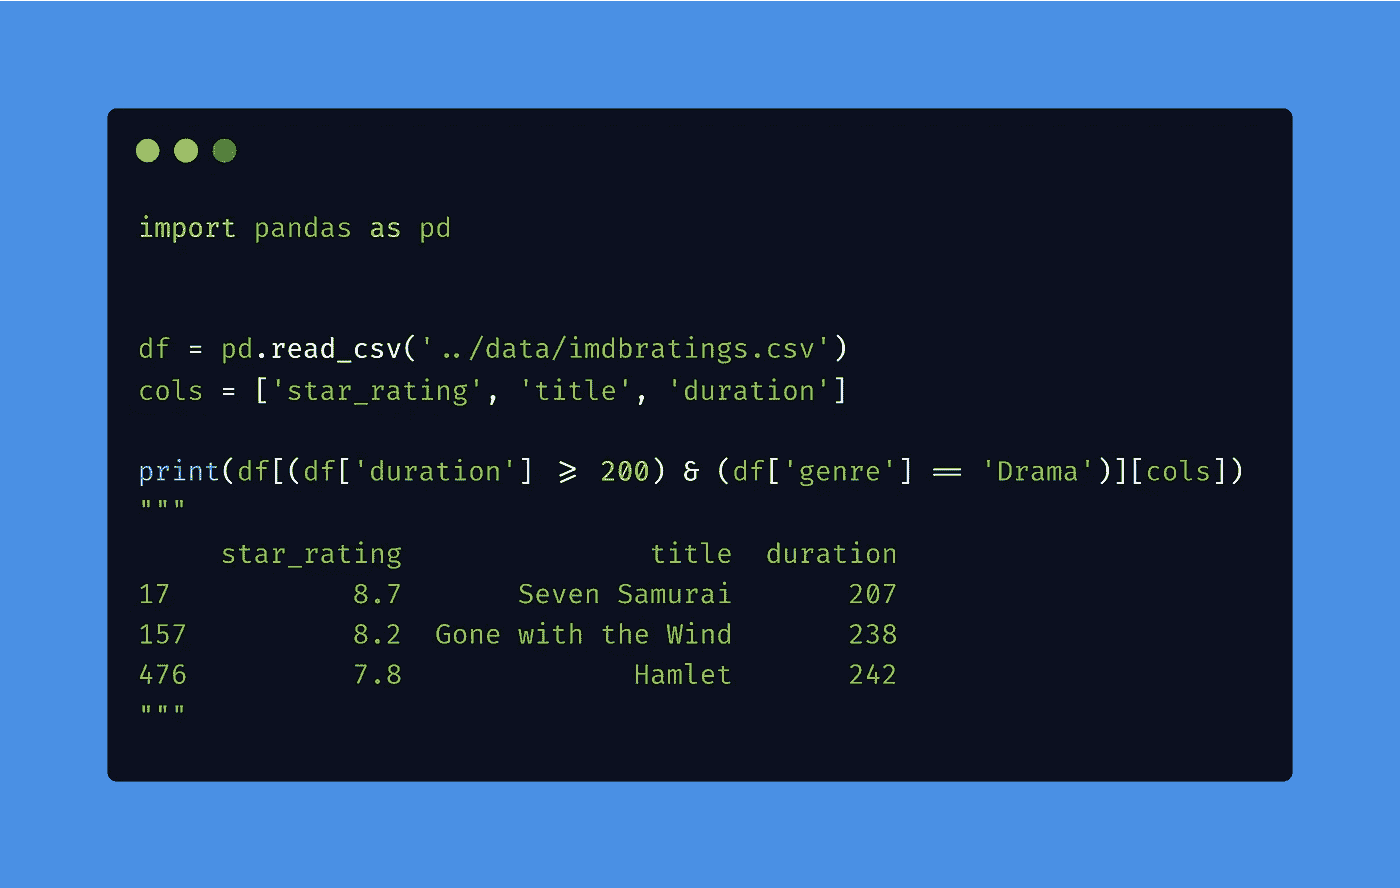 import pandas as pd
df = pd.read_csv('../data/imdbratings.csv')
cols = ['star_rating', 'title', 'duration']
print(df[(df['duration'] >= 200) & (df['genre'] == 'Drama')][cols])
"""
star_rating title duration
17 8.7 Seven Samurai 207
157 8.2 Gone with the Wind 238
476 7.8 Hamlet 242
"""